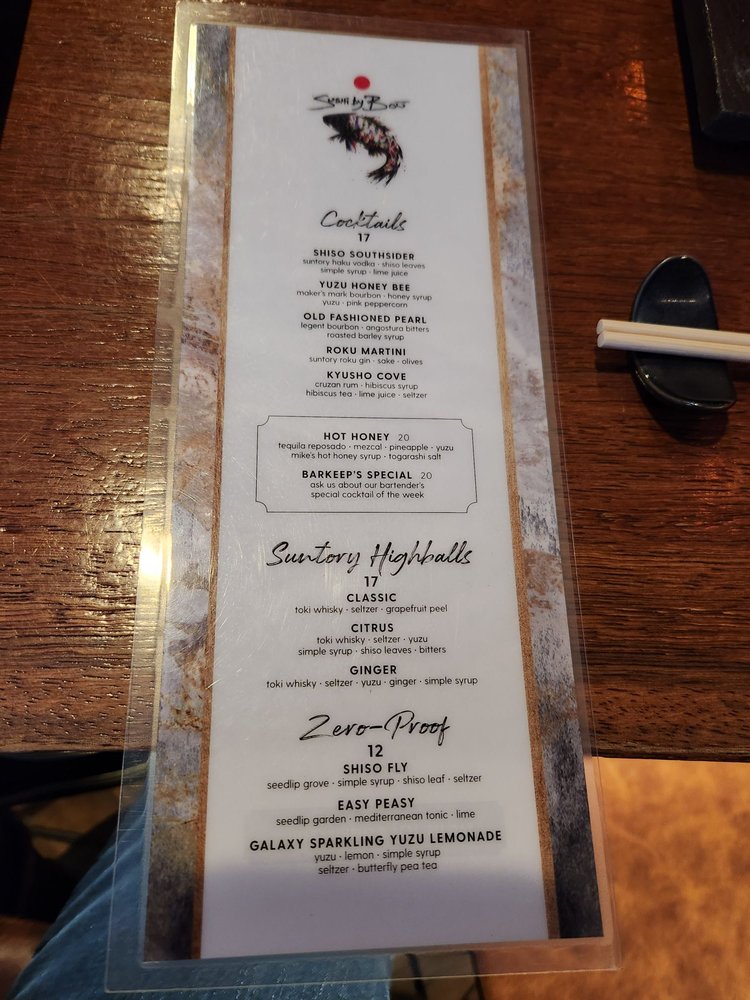 Sushi by Bou
Cocktails
17
SHISO SOUTHSIDER
suntory haku vodka · shiso leaves
simple syrup · lime juice
YUZU HONEY BEE
maker's mark bourbon · honey syrup
yuzu · pink peppercorn
OLD FASHIONED PEARL
legent bourbon · angostura bitters
roasted barley syrup
ROKU MARTINI
suntory roku gin · sake · olives
KYUSHO COVE
cruzan rum · hibiscus syrup
hibiscus tea · lime juice · seltzer
HOT HONEY 20
tequila reposado · mezcal · pineapple · yuzu
mike's hot honey syrup · togarashi salt
BARKEEP'S SPECIAL 20
ask us about our bartender's
special cocktail of the week
Suntory Highballs
17
CLASSIC
toki whisky · seltzer · grapefruit peel
CITRUS
toki whisky · seltzer · yuzu
simple syrup · shiso leaves · bitters
GINGER
toki whisky · seltzer · yuzu · ginger · simple syrup
Zero-Proof
12
SHISO FLY
seedlip grove · simple syrup · shiso leaf · seltzer
EASY PEASY
seedlip garden · mediterranean tonic · lime
GALAXY SPARKLING YUZU LEMONADE
yuzu · lemon · simple syrup
seltzer · butterfly pea tea